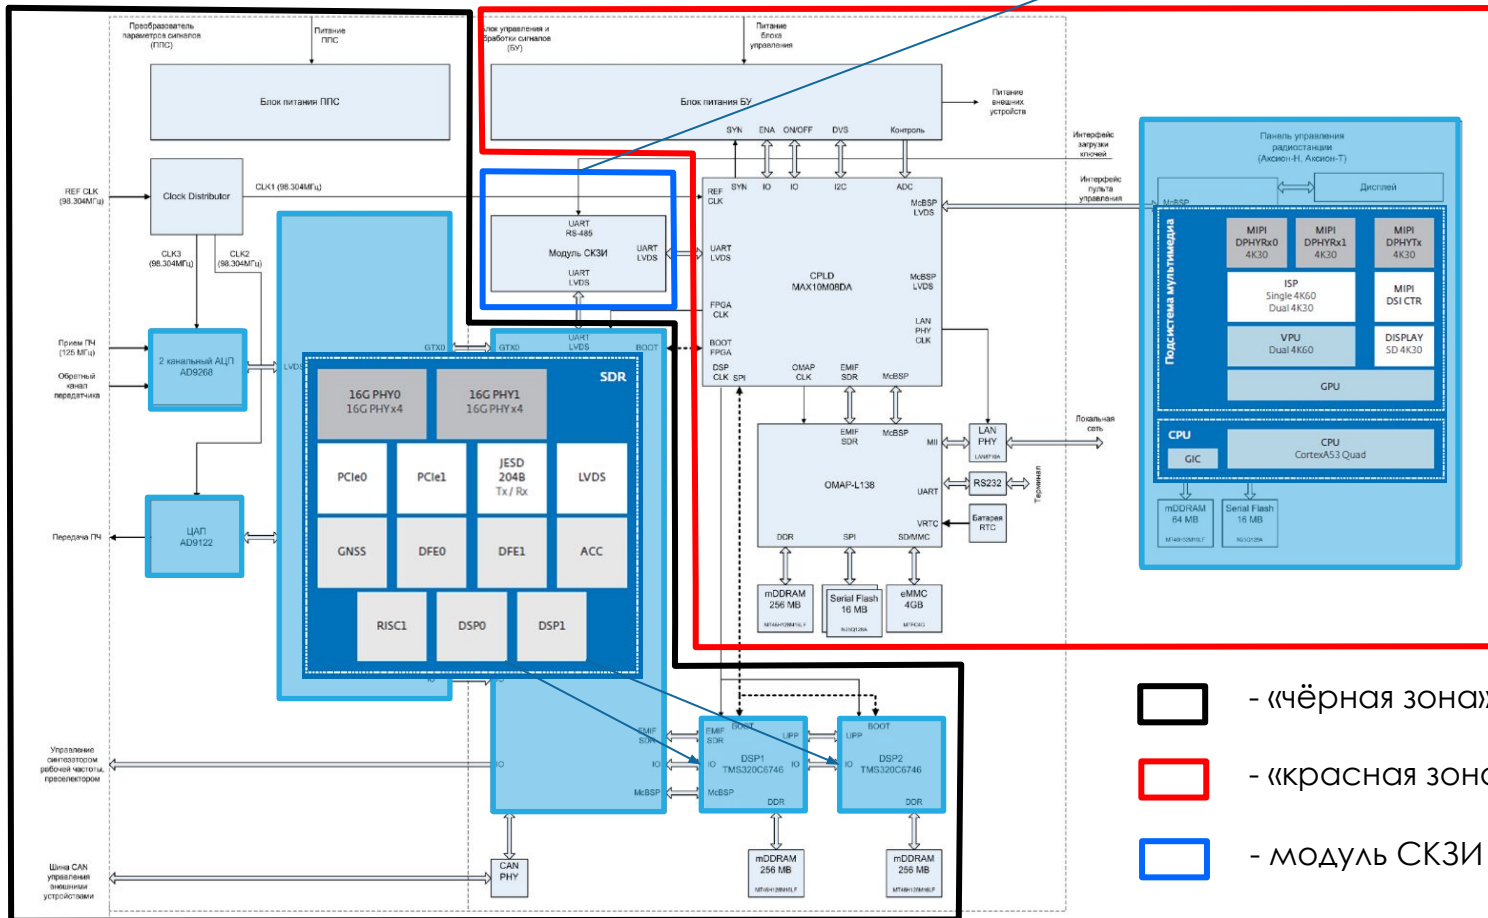 Преобразователь
параметров сигналов
(ППС)
Питание
ППС
Блок управления и
обработки сигналов
(БУ)
Питание
блока
управления
Блок питания ППС
Блок питания БУ
SYN ENA ON/OFF DVS Контроль
Питание
внешних
устройств
Интерфейс
загрузки
ключей
Интерфейс
пульта
управления
Панель управления
радиостанции
(Аксион-Н, Аксион-Т)
Дисплей
McBSP
REF CLK
(98.304МГц)
Clock Distributor
CLK1 (98.304МГц)
CLK3
(98.304МГц)
CLK2
(98.304МГц)
UART
RS-485
Модуль СКЗИ
UART
LVDS
UART
LVDS
REF
CLK
SYN IO IO I2C ADC
McBSP
LVDS
UART
LVDS
CPLD
MAX10M08DA
McBSP
LVDS
FPGA
CLK
LAN
PHY
CLK
BOOT
FPGA
DSP
CLK
SPI
OMAP
CLK
EMIF
SDR
McBSP
Прием ПЧ
(125 МГц)
Обратный
канал
передатчика
2 канальный АЦП
AD9268
LVDS
GTX0
GTX0
UART
LVDS
BOOT
Передача ПЧ
ЦАП
AD9122
SDR
16G PHY0
16G PHYx4
16G PHY1
16G PHYx4
PCIe0
PCIe1
JESD
204B
Tx / Rx
LVDS
GNSS
DFE0
DFE1
ACC
RISC1
DSP0
DSP1
IO
EMIF
SDR
McBSP
MII
OMAP-L138
UART
VRTC
DDR
SPI
SD/MMC
LAN
PHY
LAN8710A
Локальная
сеть
RS232
Терминал
Батарея
RTC
mDDRAM
256 MB
MT46H128M16LF
Serial Flash
16 MB
N25Q128A
eMMC
4GB
MTFC4G
Подсистема мультимедиа
MIPI
DPHYRx0
4K30
MIPI
DPHYRx1
4K30
MIPI
DPHYTx
4K30
ISP
Single 4K60
Dual 4K30
MIPI
DSI CTR
VPU
Dual 4K60
DISPLAY
SD 4K30
GPU
CPU
GIC
CPU
CortexA53 Quad
mDDRAM
64 MB
MT46H32M16LF
Serial Flash
16 MB
N25Q128A
Управление
синтезатором
рабочей частоты,
преселектором
IO
EMIF
SDR
IO
McBSP
BOOT
EMIF
SDR
UPP
DSP1
TMS320C6746
IO
IO
McBSP
DDR
BOOT
UPP
DSP2
TMS320C6746
IO
DDR
mDDRAM
256 MB
MT46H128M16LF
mDDRAM
256 MB
MT46H128M16LF
Шина CAN
управления
внешними
устройствами
CAN
PHY
- «чёрная зона»
- «красная зона
- модуль СКЗИ